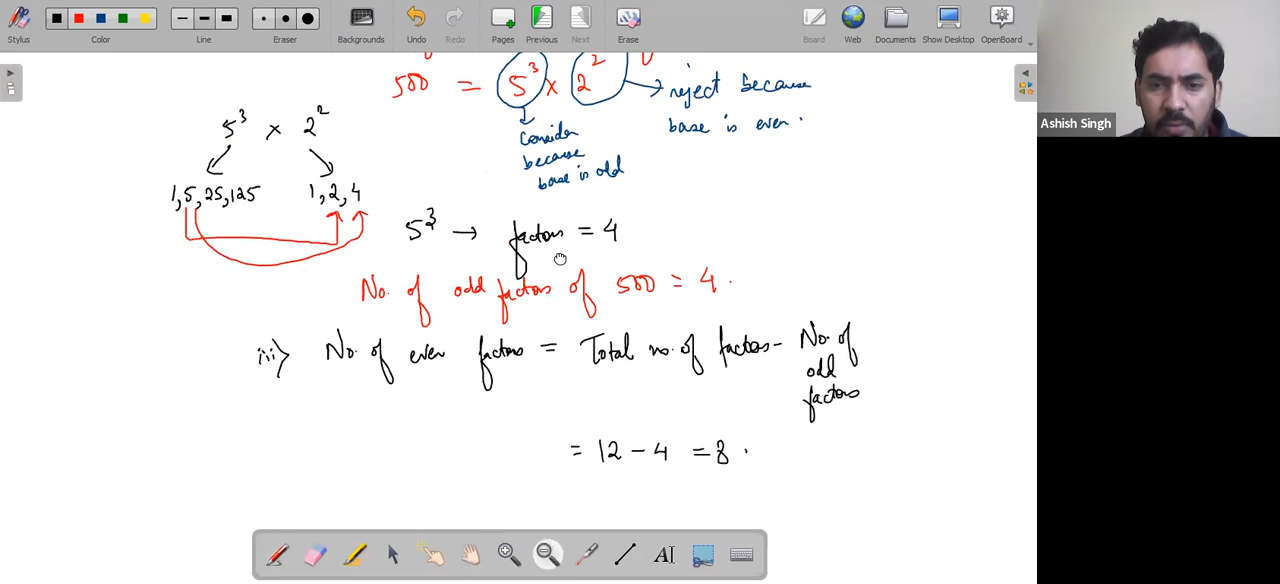 Stylus Color Line Eraser Backgrounds Undo Redo Pages Previous Next Erase Board Web Documents Show Desktop OpenBoard
500 = 5³ × 2² → reject because
base is even.
Consider
because
base is odd
5³ × 2²
1,5,25,125 1,2,4
5³ → factors = 4
No. of odd factors of 500 = 4.
iii> No. of even factors = Total no. of factors - No. of
odd
factors
= 12 - 4 = 8.
Ashish Singh
AI